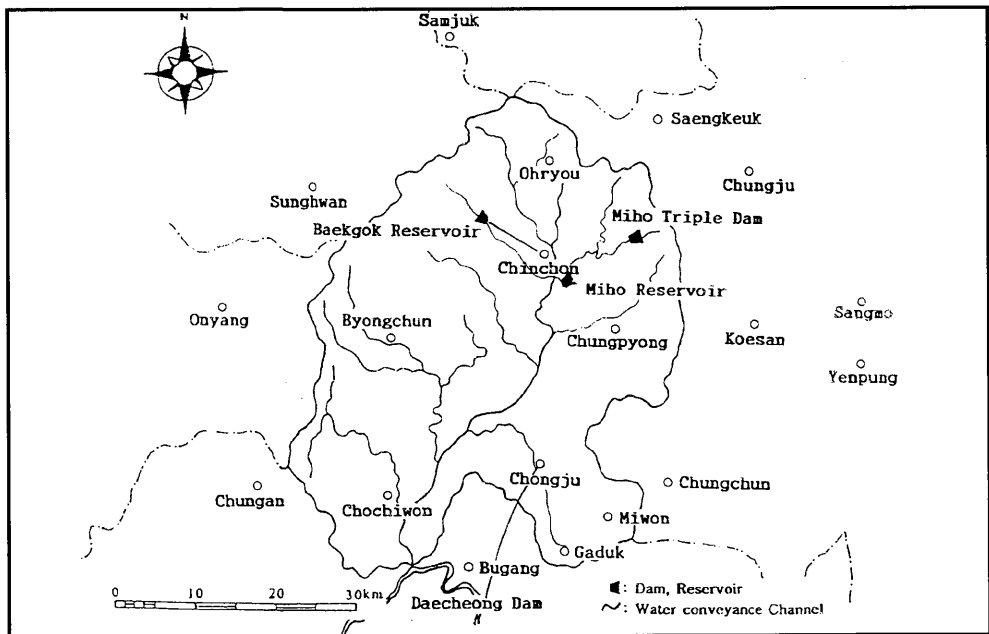 N
Samjuk
Saengkeuk
Ohryou
Chungju
Sunghwan
Miho Triple Dam
Baekgok Reservoir
Chinchon
Miho Reservoir
Onyang
Byongchun
Chungpyong
Koesan
Sangmo
Yenpung
Chongju
Chungan
Chochiwon
Chungchun
Miwon
Gaduk
Bugang
0 10 20 30km
Daecheong Dam
: Dam, Reservoir
: Water conveyance Channel